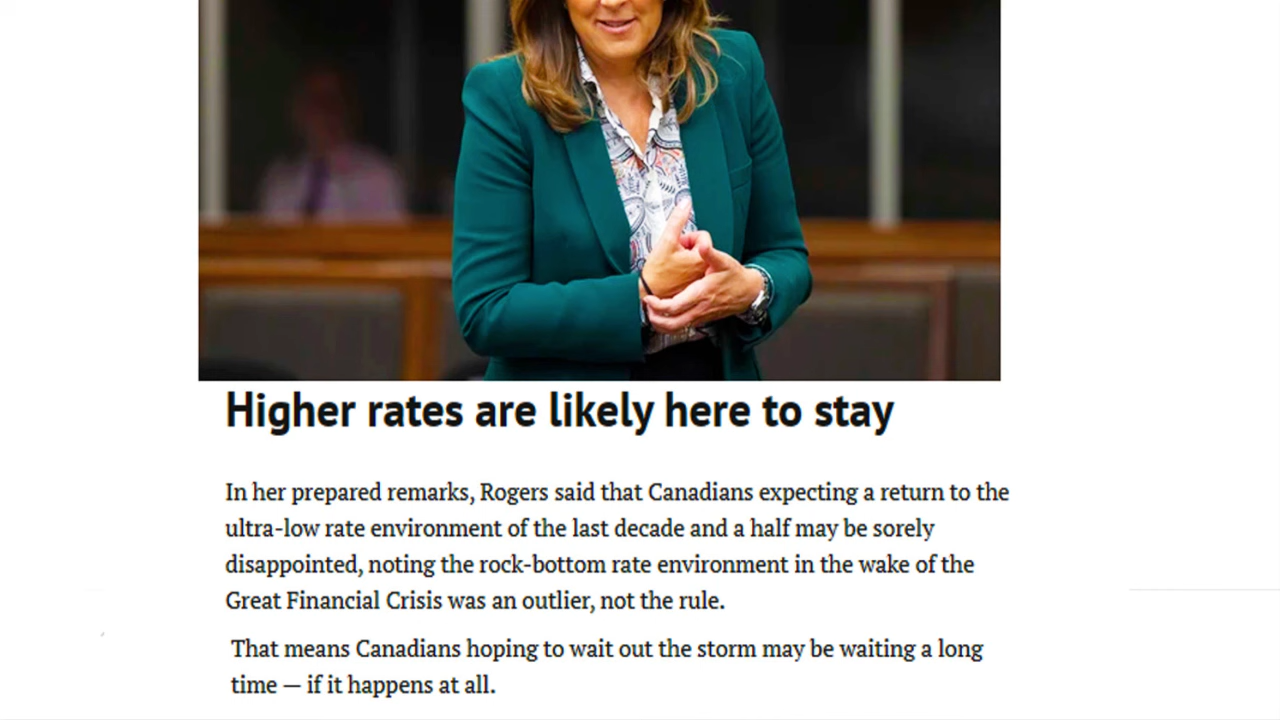 Higher rates are likely here to stay
In her prepared remarks, Rogers said that Canadians expecting a return to the
ultra-low rate environment of the last decade and a half may be sorely
disappointed, noting the rock-bottom rate environment in the wake of the
Great Financial Crisis was an outlier, not the rule.
That means Canadians hoping to wait out the storm may be waiting a long
time — if it happens at all.